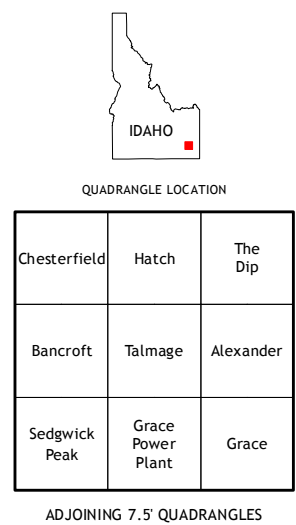 IDAHO
QUADRANGLE LOCATION
Chesterfield
Hatch
The
Dip
Bancroft
Talmage
Alexander
Sedgwick
Peak
Grace
Power
Plant
Grace
ADJOINING 7.5' QUADRANGLES